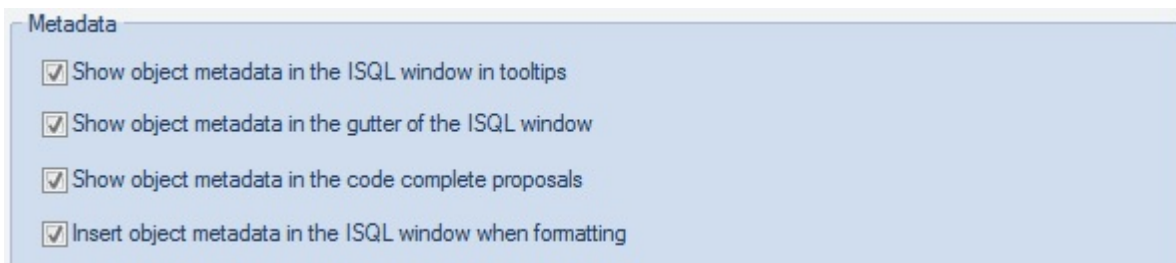 Metadata
Show object metadata in the ISQL window in tooltips
Show object metadata in the gutter of the ISQL window
Show object metadata in the code complete proposals
Insert object metadata in the ISQL window when formatting